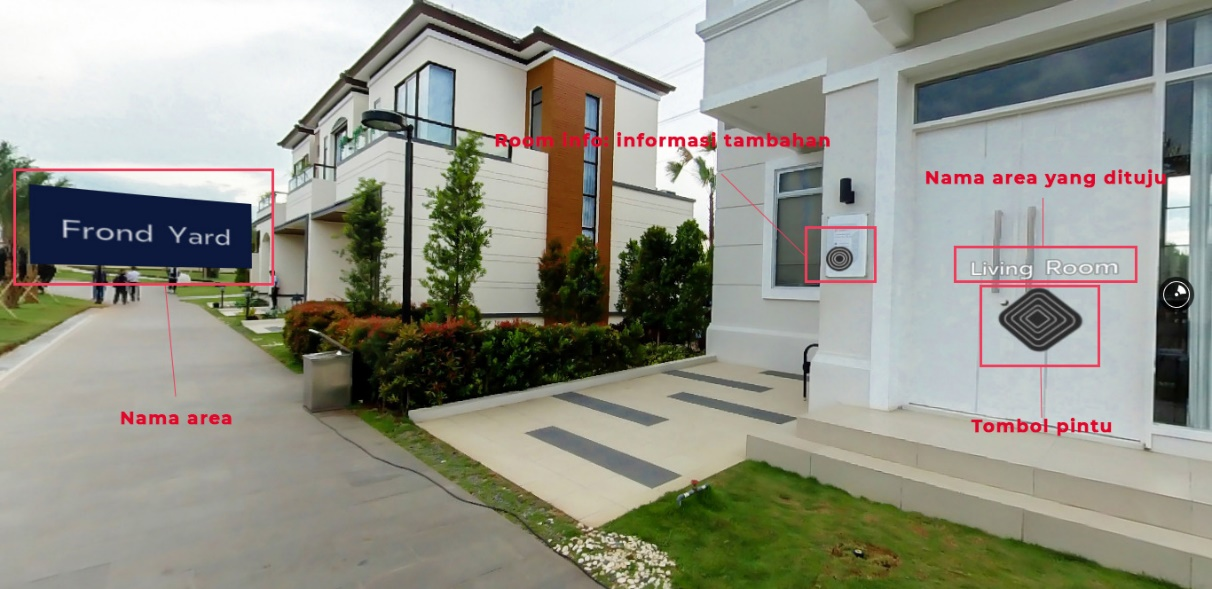 Room info: informasi tambahan
Nama area yang dituju
Frond Yard
Living Room
Nama area
Tombol pintu